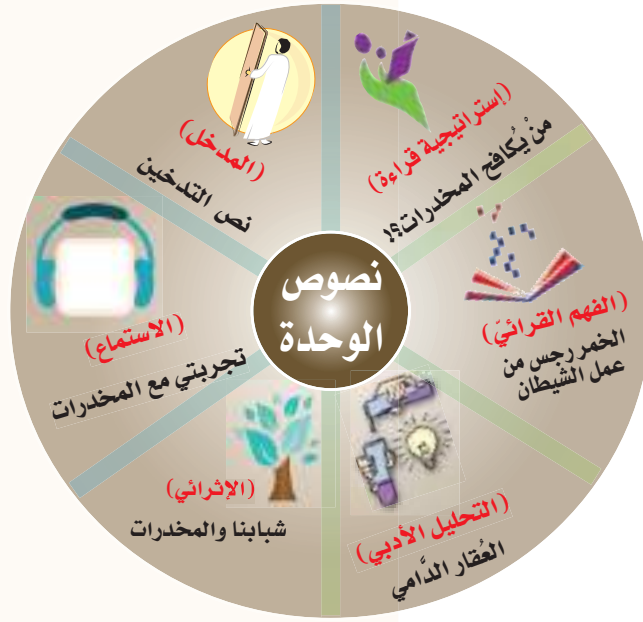 نصوص
الوحدة
(المدخل)
نص التدخين
(إستراتيجية قراءة)
منْ يُكافح المخدرات؟!
(الفهم القرائيّ)
الخمر رجس من
عمل الشيطان
(التحليل الأدبي)
العُقار الدَّامي
(الإثرائي)
شبابنا والمخدرات
(الاستماع)
تجربتي مع المخدرات